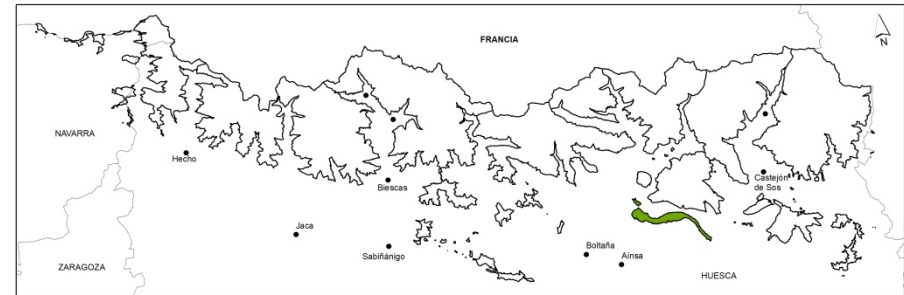 FRANCIA
N
NAVARRA
Hecho
Biescas
Castejón
de Sos
Jaca
Sabiñánigo
Boltaña
Aínsa
ZARAGOZA
HUESCA